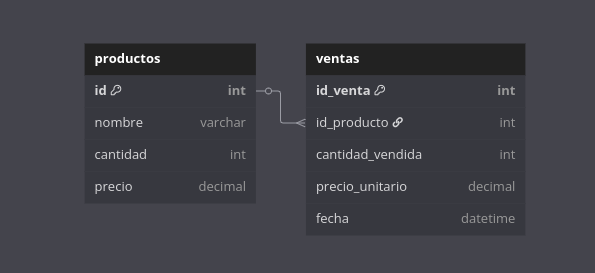 productos
id int
nombre varchar
cantidad int
precio decimal
ventas
id_venta int
id_producto int
cantidad_vendida int
precio_unitario decimal
fecha datetime